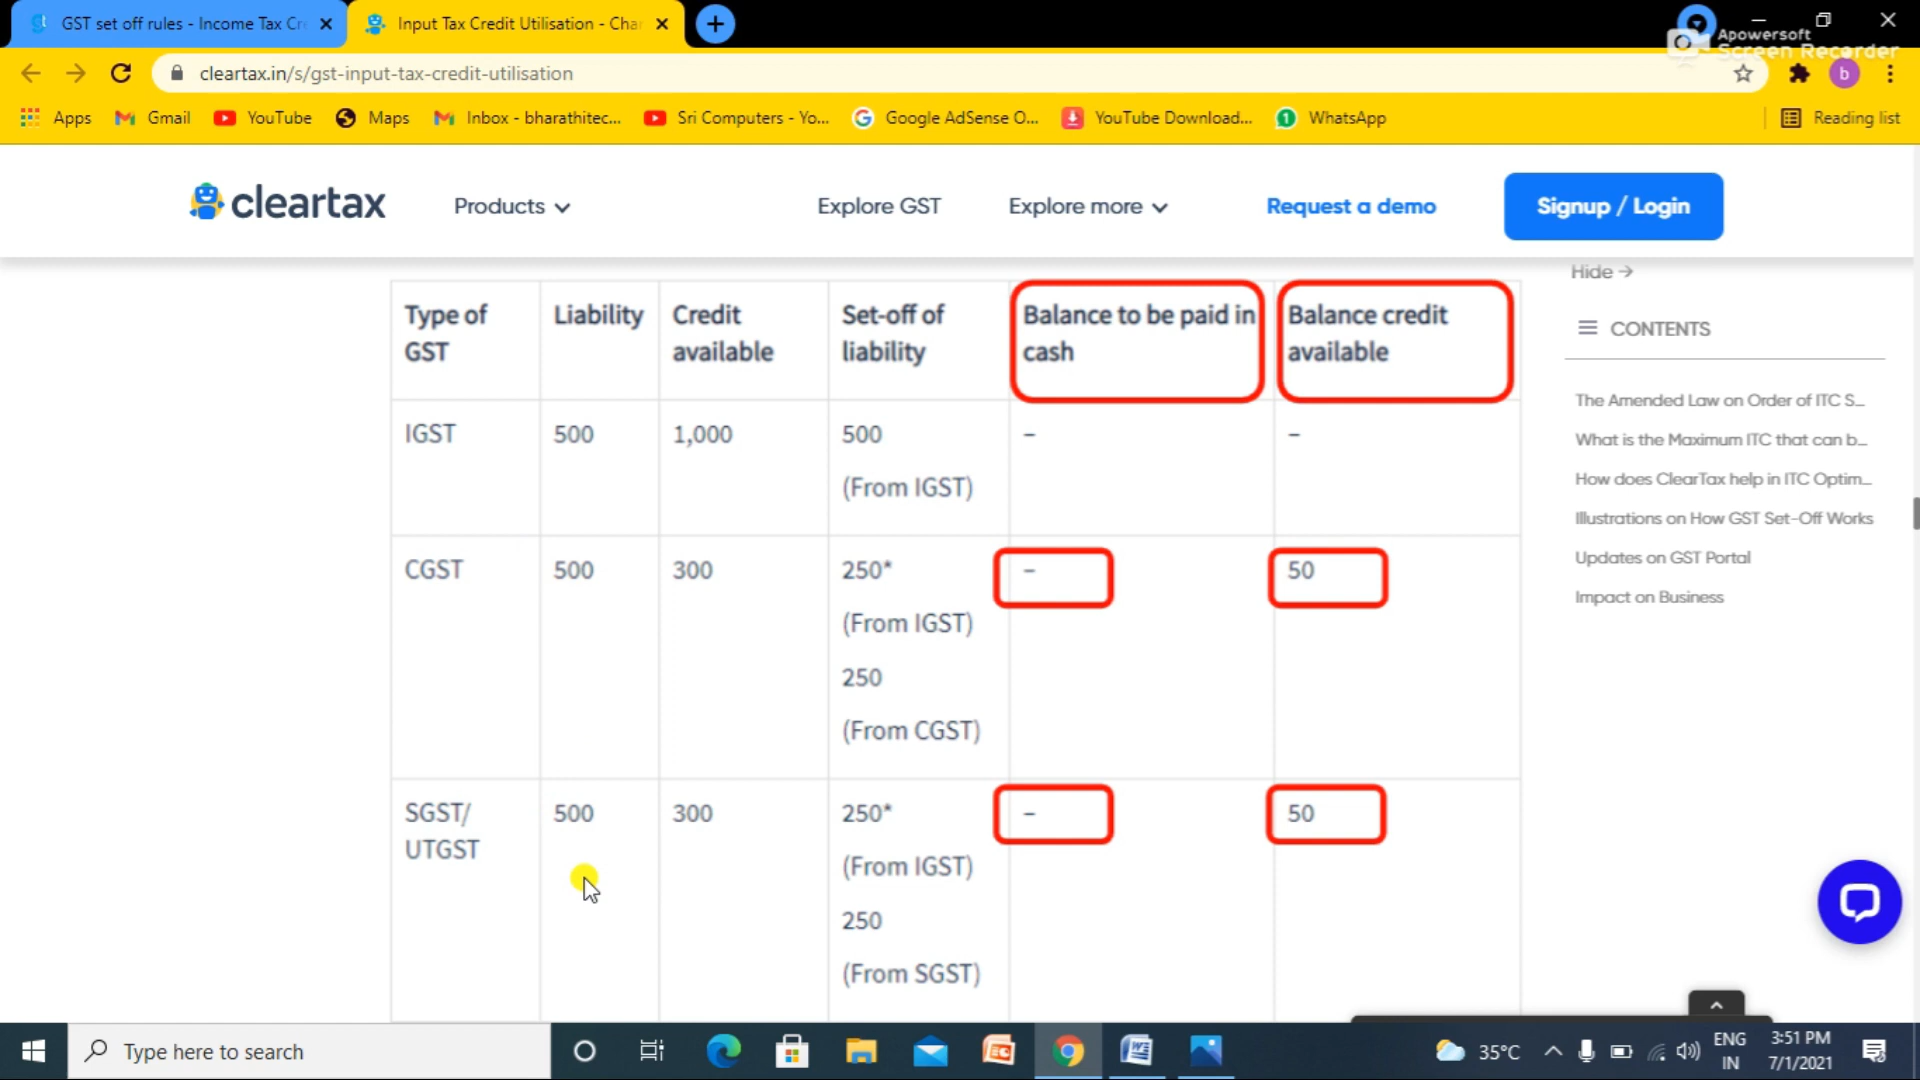 GST set off rules - Income Tax Cr
Input Tax Credit Utilisation - Char
Apowersoft
Screen Recorder
cleartax.in/s/gst-input-tax-credit-utilisation
b
Apps
Gmail
YouTube
Maps
Inbox - bharathitec...
Sri Computers - Yo...
Google AdSense O...
YouTube Download...
1
WhatsApp
Reading list
cleartax
Products
Explore GST
Explore more
Request a demo
Signup / Login
Hide →
CONTENTS
The Amended Law on Order of ITC S...
What is the Maximum ITC that can b...
How does ClearTax help in ITC Optim...
Illustrations on How GST Set-Off Works
Updates on GST Portal
Impact on Business
Type of GST
Liability
Credit available
Set-off of liability
Balance to be paid in cash
Balance credit available
IGST
500
1,000
500
(From IGST)
–
–
CGST
500
300
250*
(From IGST)
250
(From CGST)
–
50
SGST/
UTGST
500
300
250*
(From IGST)
250
(From SGST)
–
50
Type here to search
35°C
ENG
IN
3:51 PM
7/1/2021